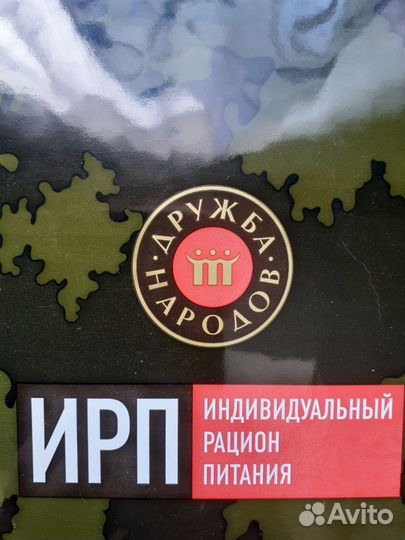 ДРУЖБА
НАРОДОВ
ИРП
ИНДИВИДУАЛЬНЫЙ
РАЦИОН
ПИТАНИЯ
Avito